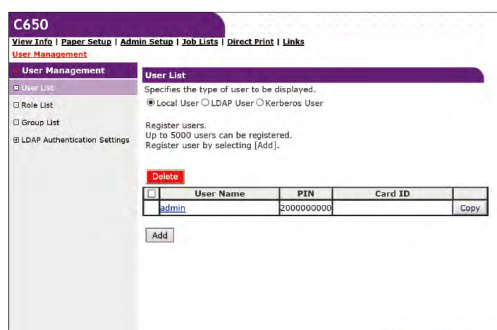 C650
View Info | Paper Setup | Admin Setup | Job Lists | Direct Print | Links
User Management
User Management
User List
Role List
Group List
LDAP Authentication Settings
User List
Specifies the type of user to be displayed.
Local User LDAP User Kerberos User
Register users.
Up to 5000 users can be registered.
Register user by selecting [Add].
Delete
User Name PIN Card ID
admin 2000000000 Copy
Add